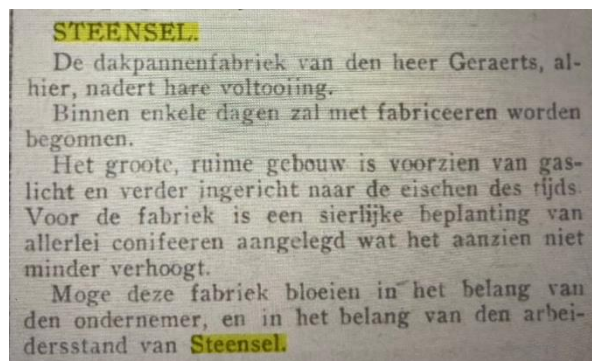 STEENSEL.
De dakpannenfabriek van den heer Geraerts, al-
hier, nadert hare voltooiing.
Binnen enkele dagen zal met fabriceeren worden
begonnen.
Het groote, ruime gebouw is voorzien van gas-
licht en verder ingericht naar de eischen des tijds.
Voor de fabriek is een sierlijke beplanting van
allerlei conifeeren aangelegd wat het aanzien niet
minder verhoogt.
Moge deze fabriek bloeien in het belang van
den ondernemer, en in het belang van den arbei-
dersstand van Steensel.